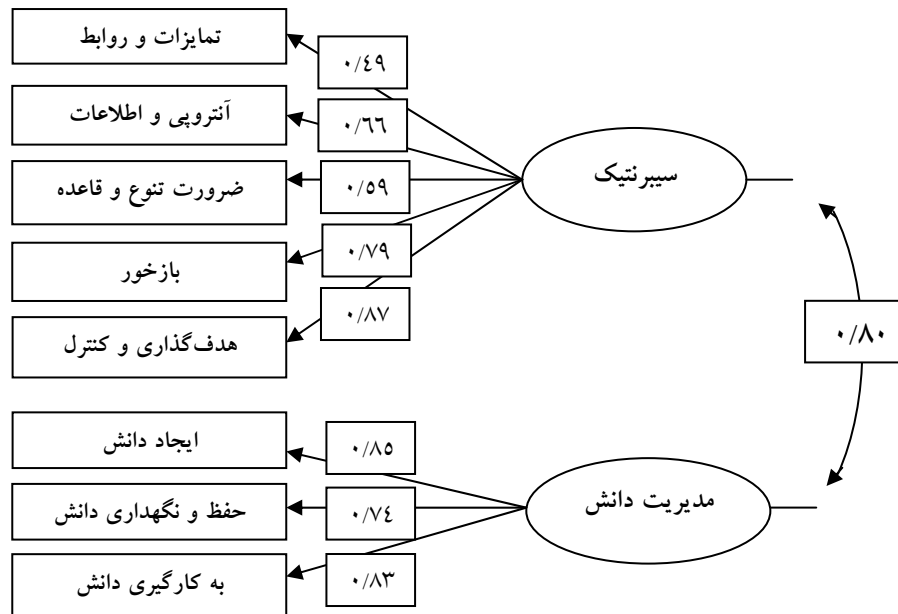 تمایزات و روابط
۰/٤۹
آنتروپی و اطلاعات
۰/٦٦
سیبرنتیک
ضرورت تنوع و قاعده
۰/٥۹
بازخور
۰/۷۹
هدف‌گذاری و کنترل
۰/۸۷
۰/۸۰
ایجاد دانش
۰/۸٥
حفظ و نگهداری دانش
۰/۷٤
مدیریت دانش
به کارگیری دانش
۰/۸۳